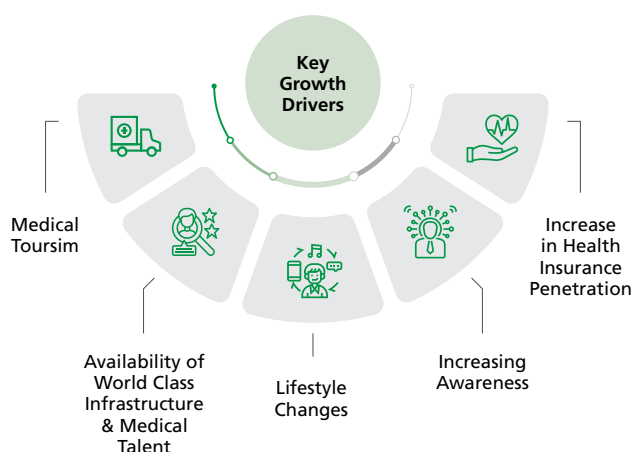 Key
Growth
Drivers
Medical
Toursim
Availability of
World Class
Infrastructure
& Medical
Talent
Lifestyle
Changes
Increasing
Awareness
Increase
in Health
Insurance
Penetration